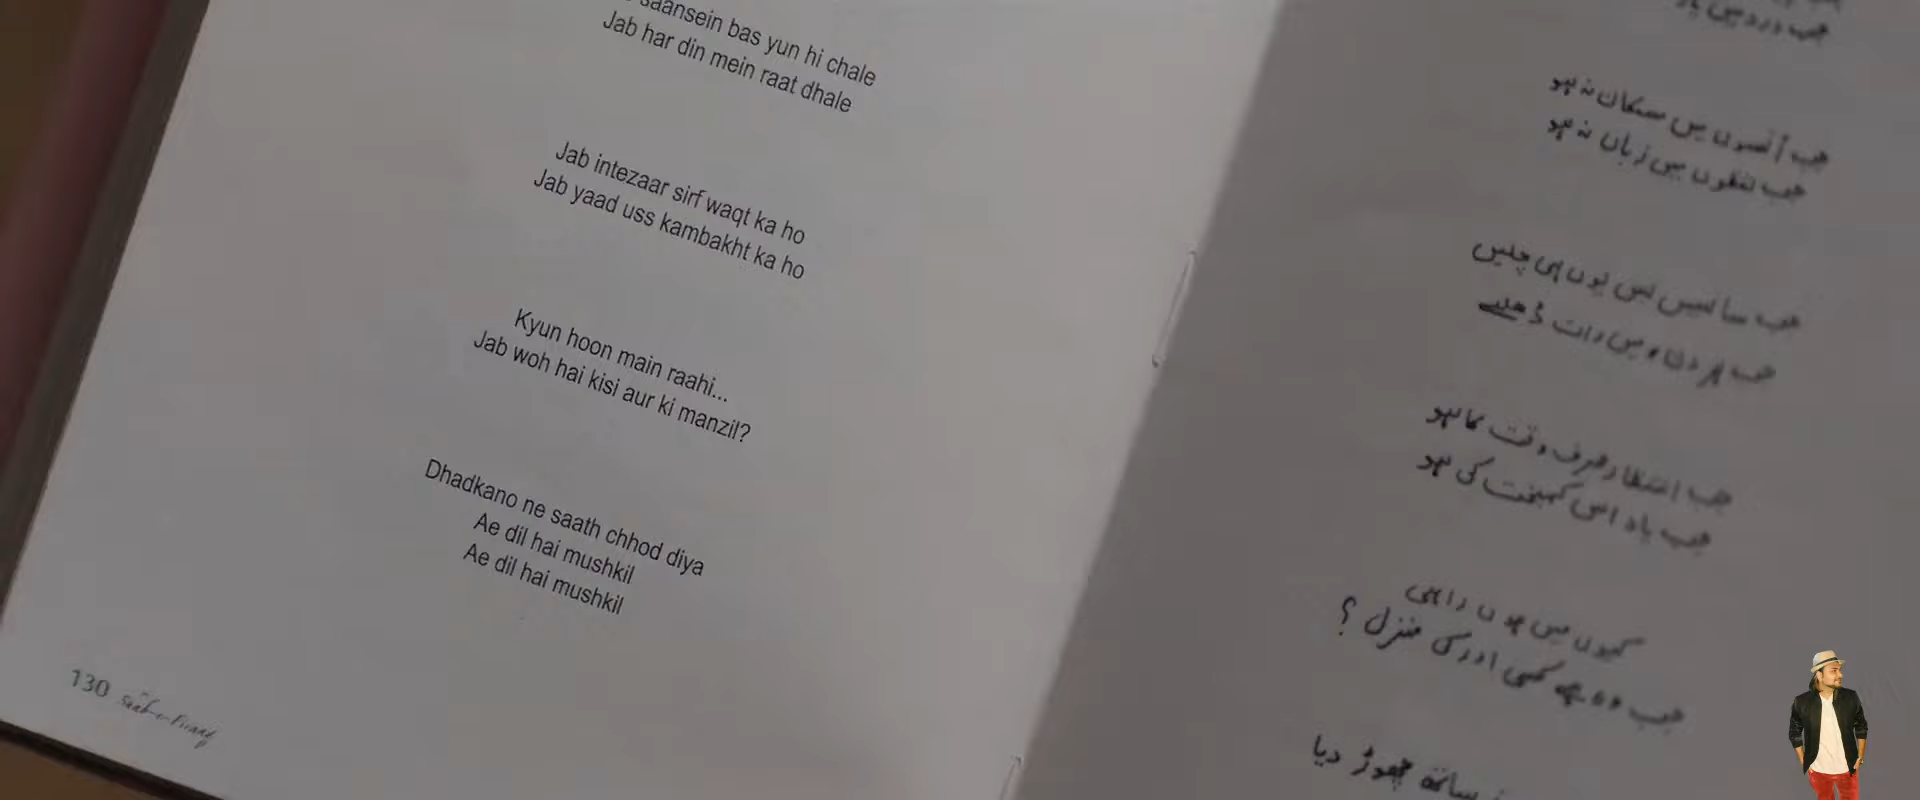 saansein bas yun hi chale
Jab har din mein raat dhale
Jab intezaar sirf waqt ka ho
Jab yaad uss kambakht ka ho
Kyun hoon main raahi...
Jab woh hai kisi aur ki manzil?
Dhadkano ne saath chhod diya
Ae dil hai mushkil
Ae dil hai mushkil
130
جب درد میں
جب آنسوں میں مسکان نہ ہو
جب لفظوں میں زبان نہ ہو
جب سانسیں بس یوں ہی چلیں
جب ہر دن میں رات ڈھلے
جب انتظار صرف وقت کا ہو
جب یاد اس کمبخت کی ہو
کیوں میں ہوں راہی
جب وہ ہے کسی اور کی منزل ؟
ساتھ چھوڑ دیا